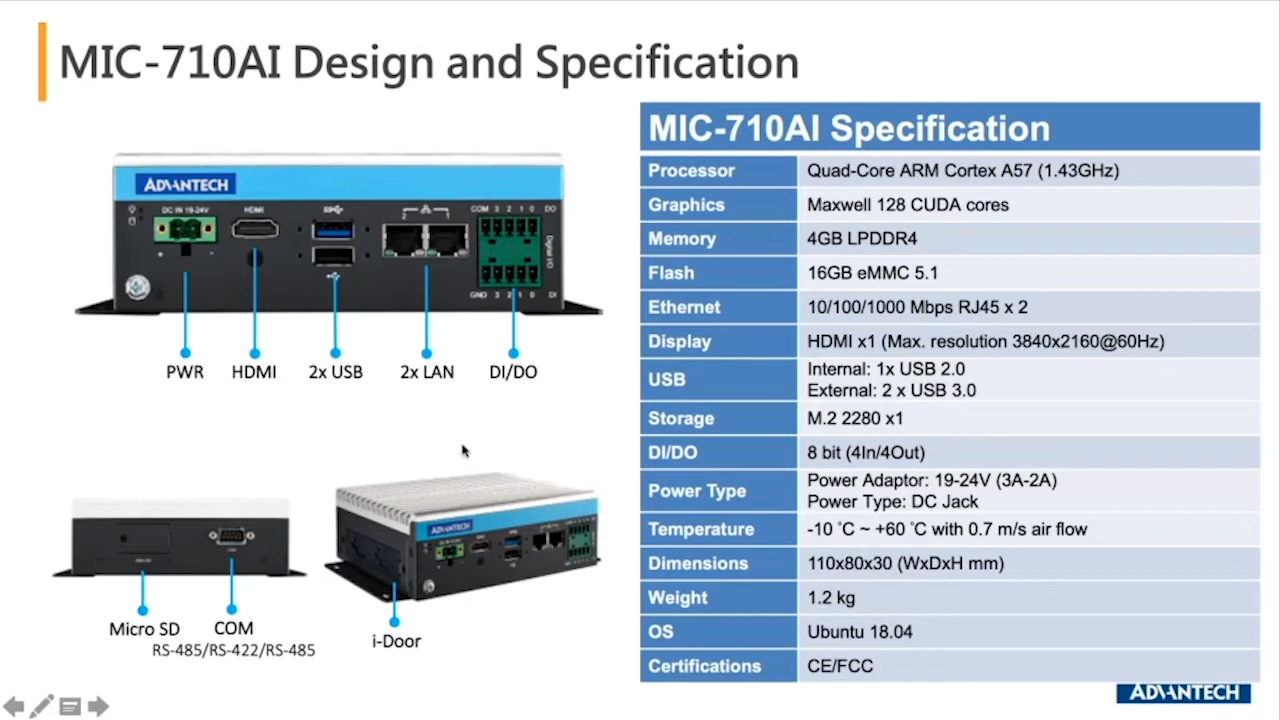 MIC-710AI Design and Specification
ADVANTECH
DC IN 19-24V
HDMI
2
1
COM 3 2 1 0 DO
Digital I/O
GND 3 2 1 0 DI
+ -
PWR
HDMI
2x USB
2x LAN
DI/DO
ADVANTECH
Micro SD
COM
RS-485/RS-422/RS-485
i-Door
MIC-710AI Specification
Processor Quad-Core ARM Cortex A57 (1.43GHz)
Graphics Maxwell 128 CUDA cores
Memory 4GB LPDDR4
Flash 16GB eMMC 5.1
Ethernet 10/100/1000 Mbps RJ45 x 2
Display HDMI x1 (Max. resolution 3840x2160@60Hz)
USB Internal: 1x USB 2.0
External: 2 x USB 3.0
Storage M.2 2280 x1
DI/DO 8 bit (4In/4Out)
Power Type Power Adaptor: 19-24V (3A-2A)
Power Type: DC Jack
Temperature -10 ˚C ~ +60 ˚C with 0.7 m/s air flow
Dimensions 110x80x30 (WxDxH mm)
Weight 1.2 kg
OS Ubuntu 18.04
Certifications CE/FCC
ADVANTECH